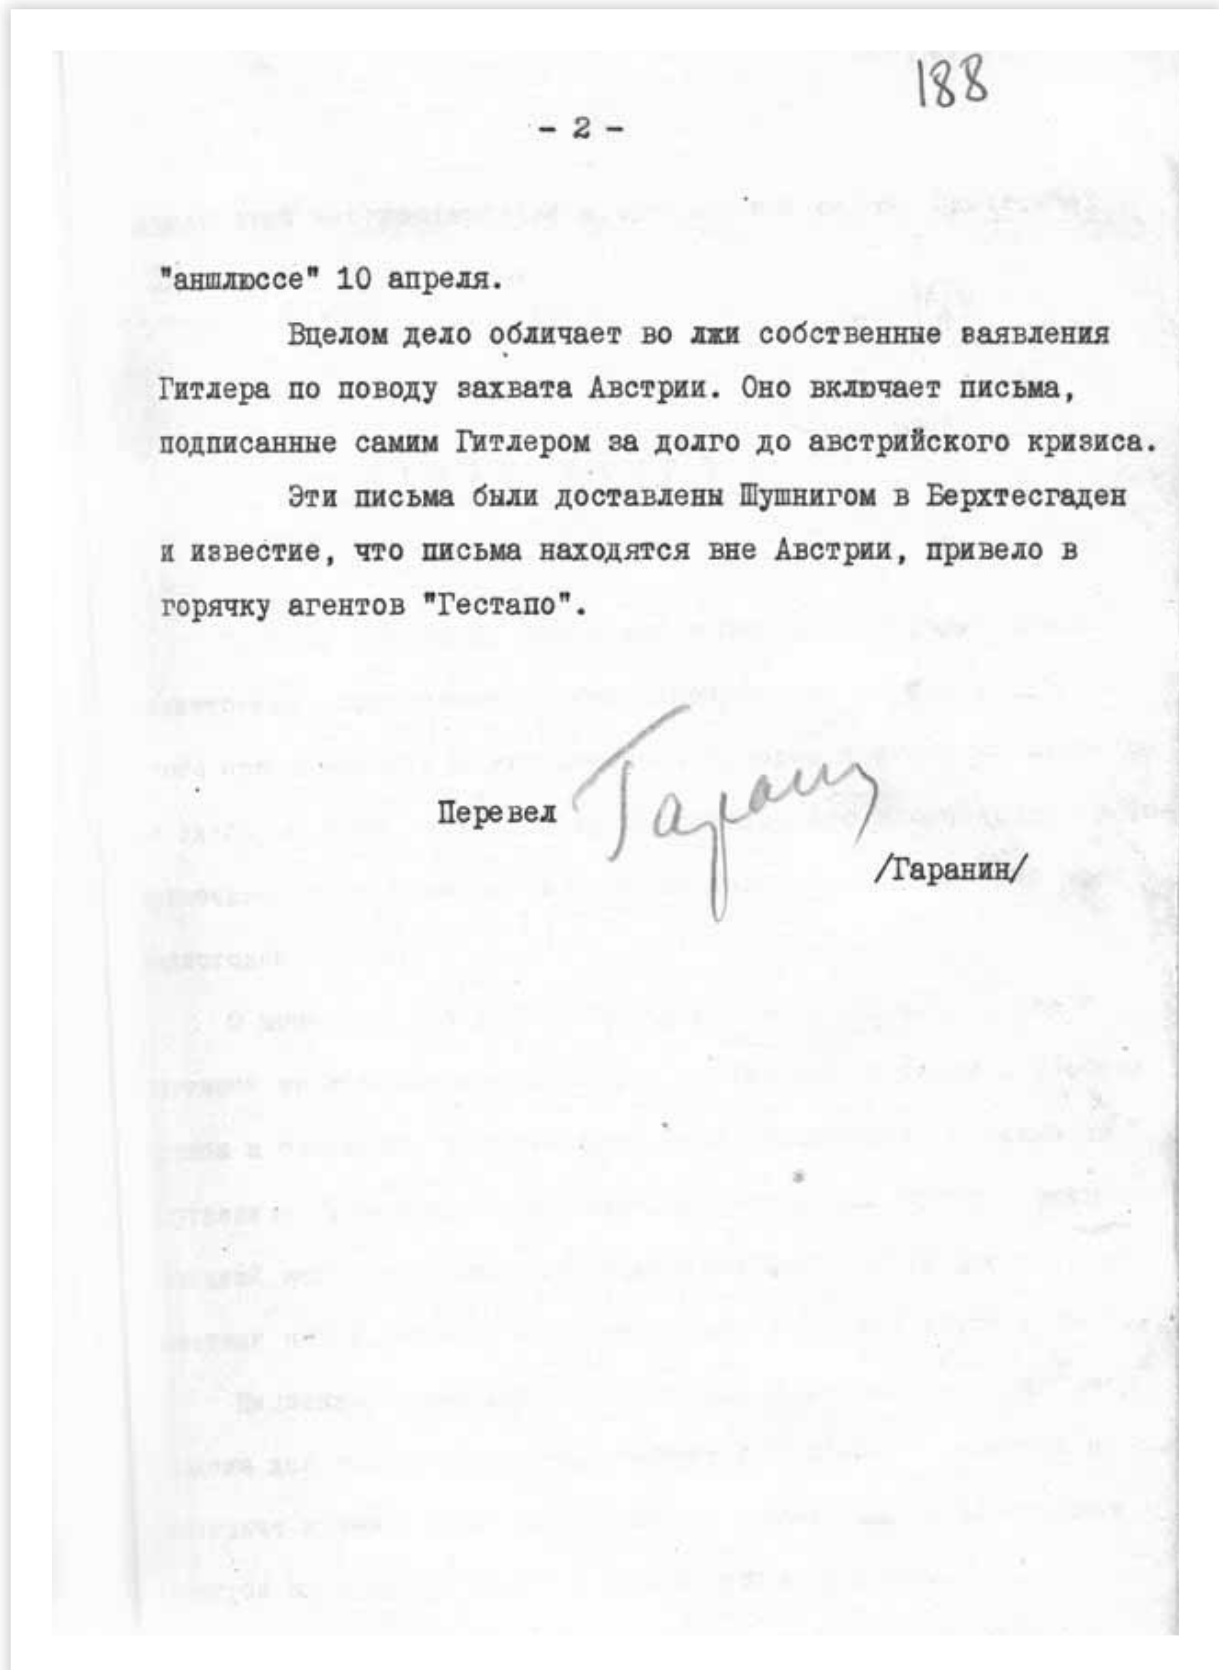 188
- 2 -
"аншлюссе" 10 апреля.
Вцелом дело обличает во лжи собственные заявления
Гитлера по поводу захвата Австрии. Оно включает письма,
подписанные самим Гитлером за долго до австрийского кризиса.
Эти письма были доставлены Шушнигом в Берхтесгаден
и известие, что письма находятся вне Австрии, привело в
горячку агентов "Гестапо".
Перевел Гаранин
/Гаранин/